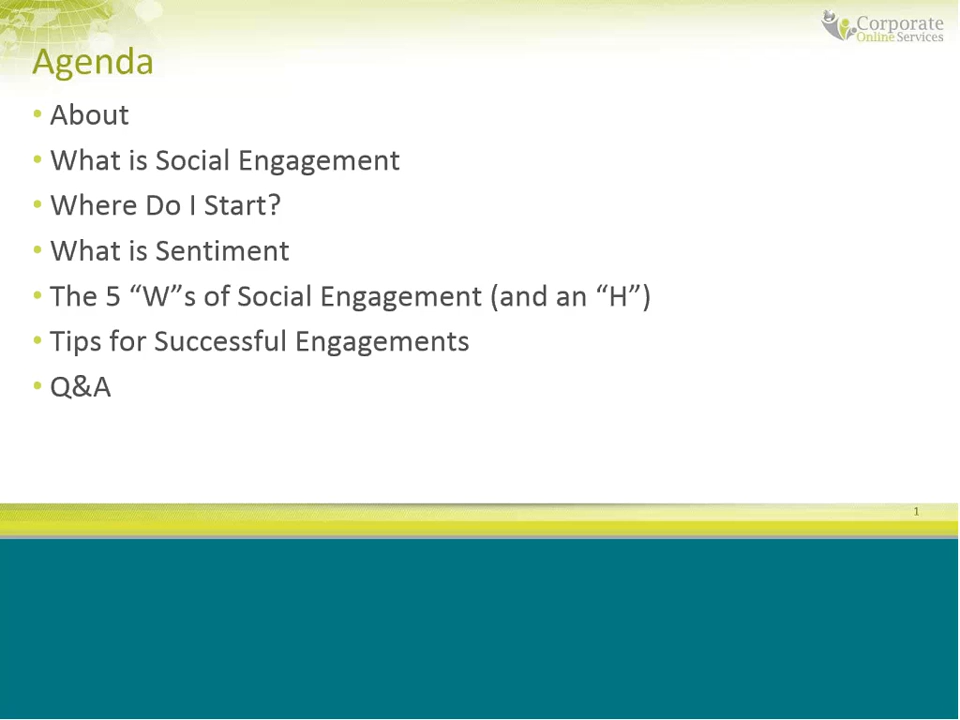 Corporate
Online Services
Agenda
• About
• What is Social Engagement
• Where Do I Start?
• What is Sentiment
• The 5 “W”s of Social Engagement (and an “H”)
• Tips for Successful Engagements
• Q&A
1